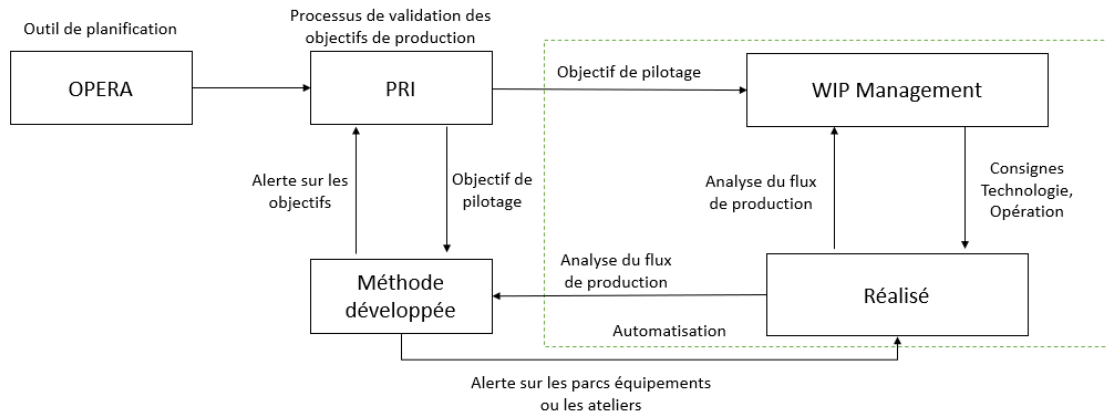 Outil de planification
Processus de validation des
objectifs de production
OPERA
PRI
Objectif de pilotage
WIP Management
Alerte sur les
objectifs
Objectif de
pilotage
Analyse du flux
de production
Consignes
Technologie,
Opération
Méthode
développée
Analyse du flux
de production
Réalisé
Automatisation
Alerte sur les parcs équipements
ou les ateliers